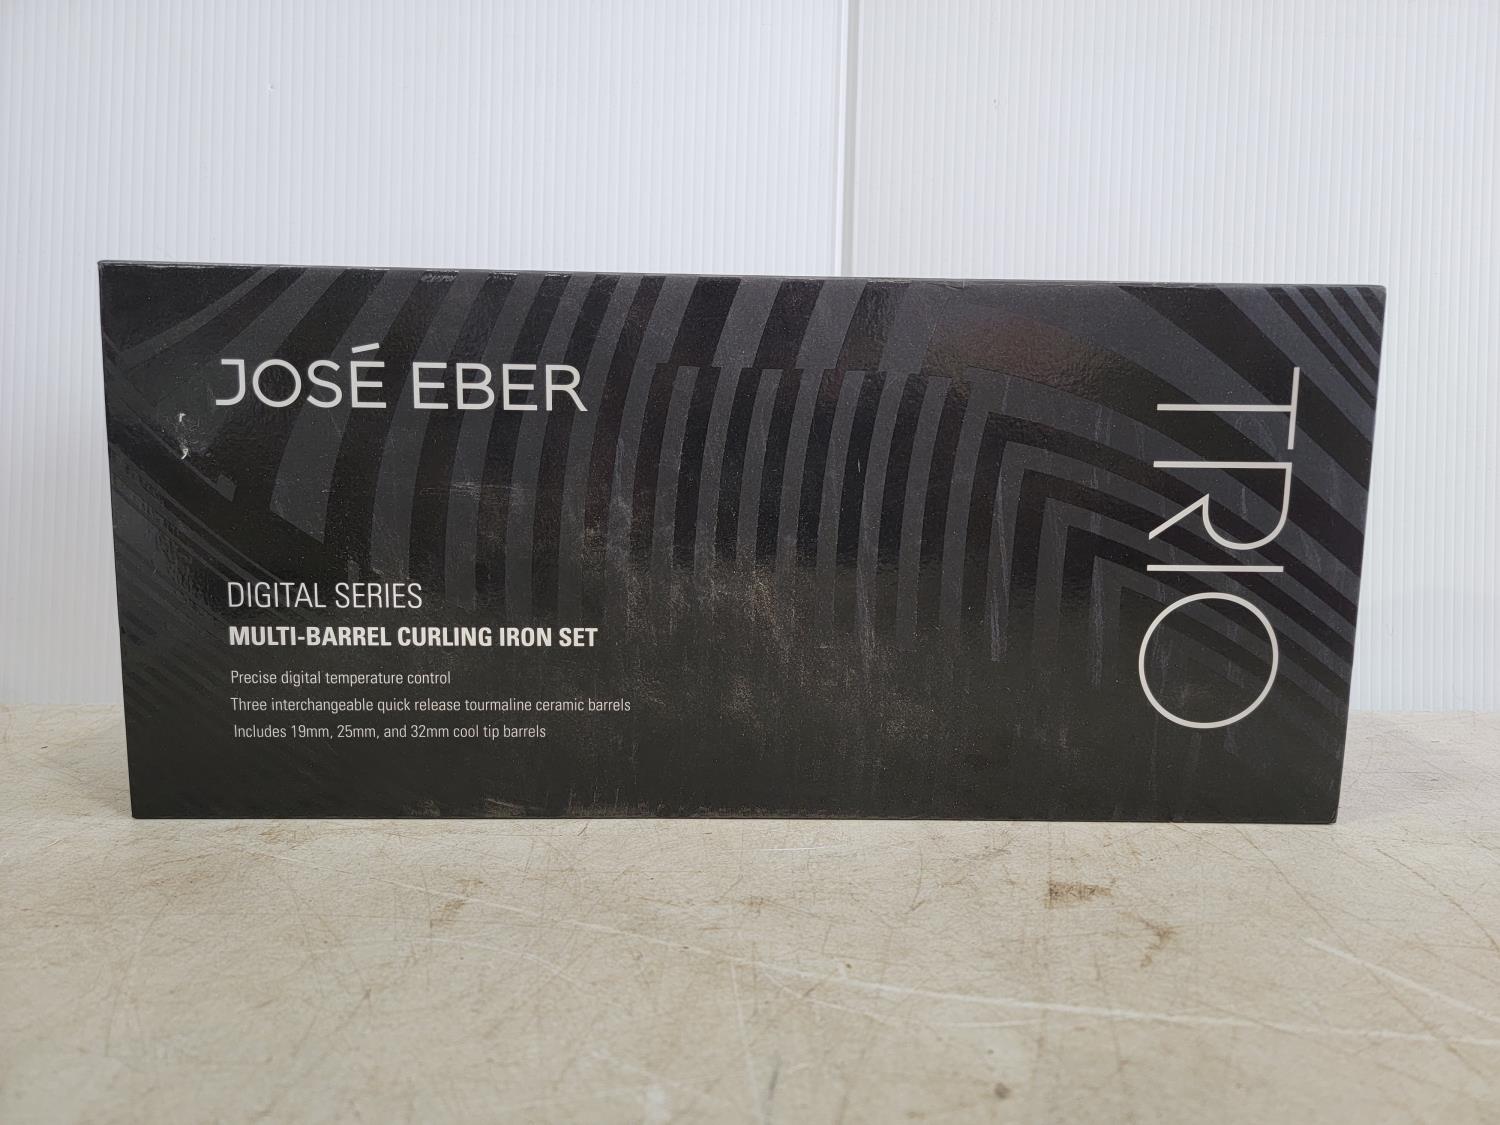 JOSÉ EBER
TRIO
DIGITAL SERIES
MULTI-BARREL CURLING IRON SET
Precise digital temperature control
Three interchangeable quick release tourmaline ceramic barrels
Includes 19mm, 25mm, and 32mm cool tip barrels